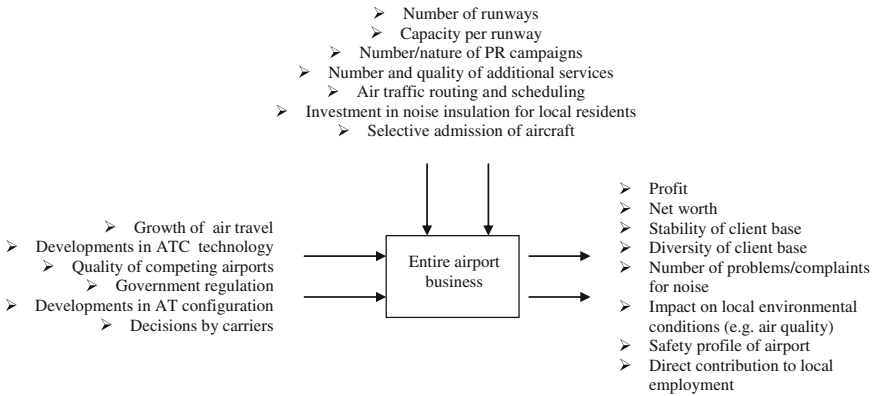 ➢ Number of runways
➢ Capacity per runway
➢ Number/nature of PR campaigns
➢ Number and quality of additional services
➢ Air traffic routing and scheduling
➢ Investment in noise insulation for local residents
➢ Selective admission of aircraft
➢ Growth of air travel
➢ Developments in ATC technology
➢ Quality of competing airports
➢ Government regulation
➢ Developments in AT configuration
➢ Decisions by carriers
Entire airport
business
➢ Profit
➢ Net worth
➢ Stability of client base
➢ Diversity of client base
➢ Number of problems/complaints
for noise
➢ Impact on local environmental
conditions (e.g. air quality)
➢ Safety profile of airport
➢ Direct contribution to local
employment